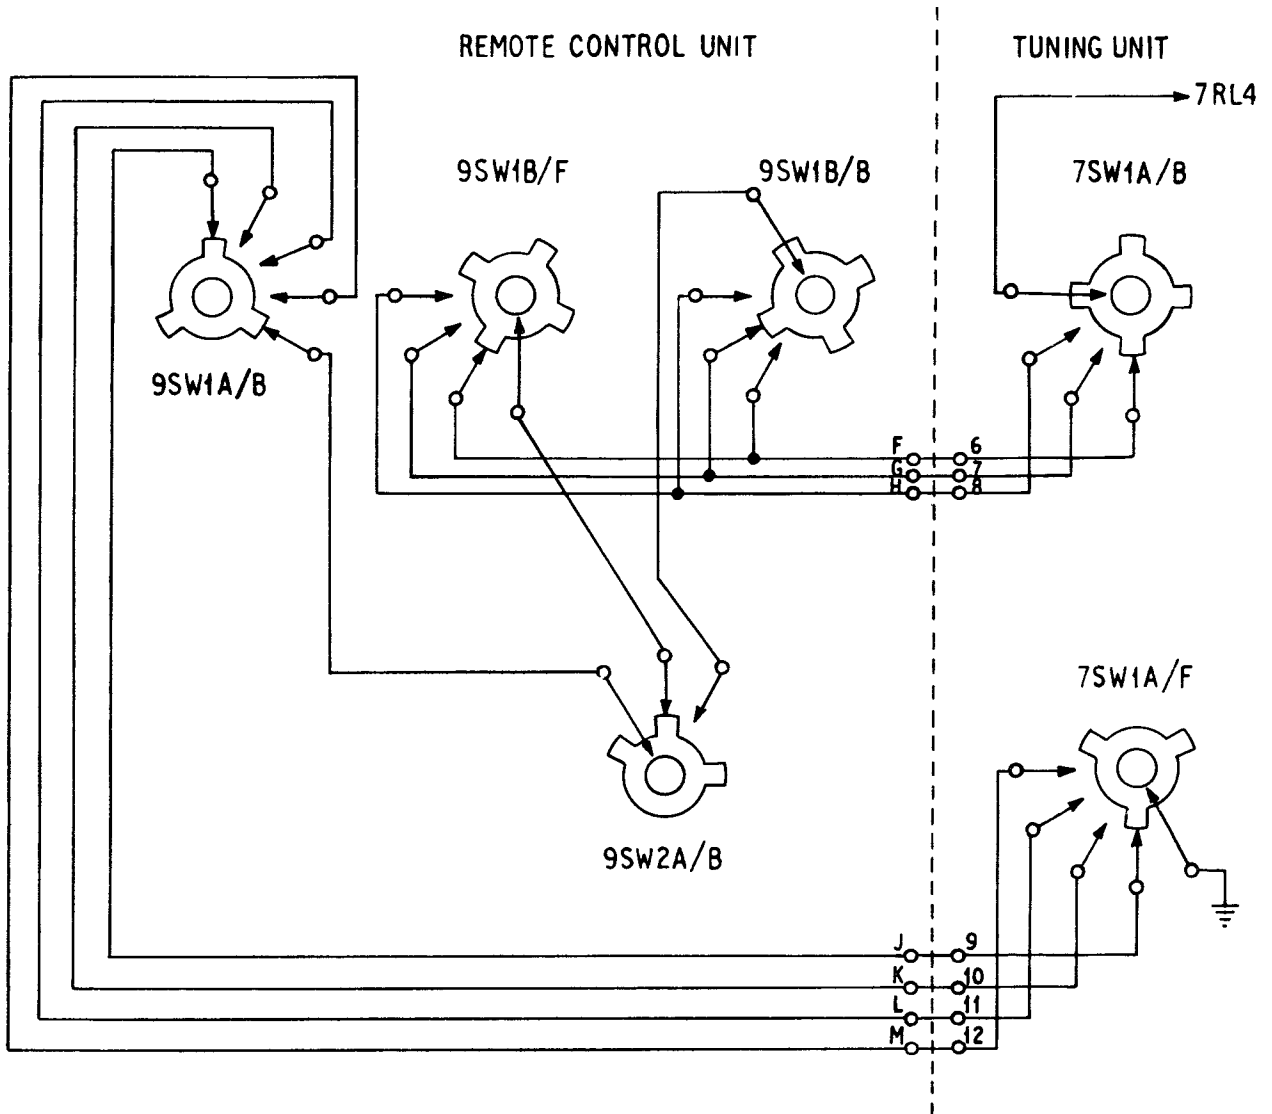 REMOTE CONTROL UNIT
TUNING UNIT
7RL4
9SW1B/F
9SW1B/B
7SW1A/B
9SW1A/B
F 6
G 7
H 8
7SW1A/F
9SW2A/B
J 9
K 10
L 11
M 12